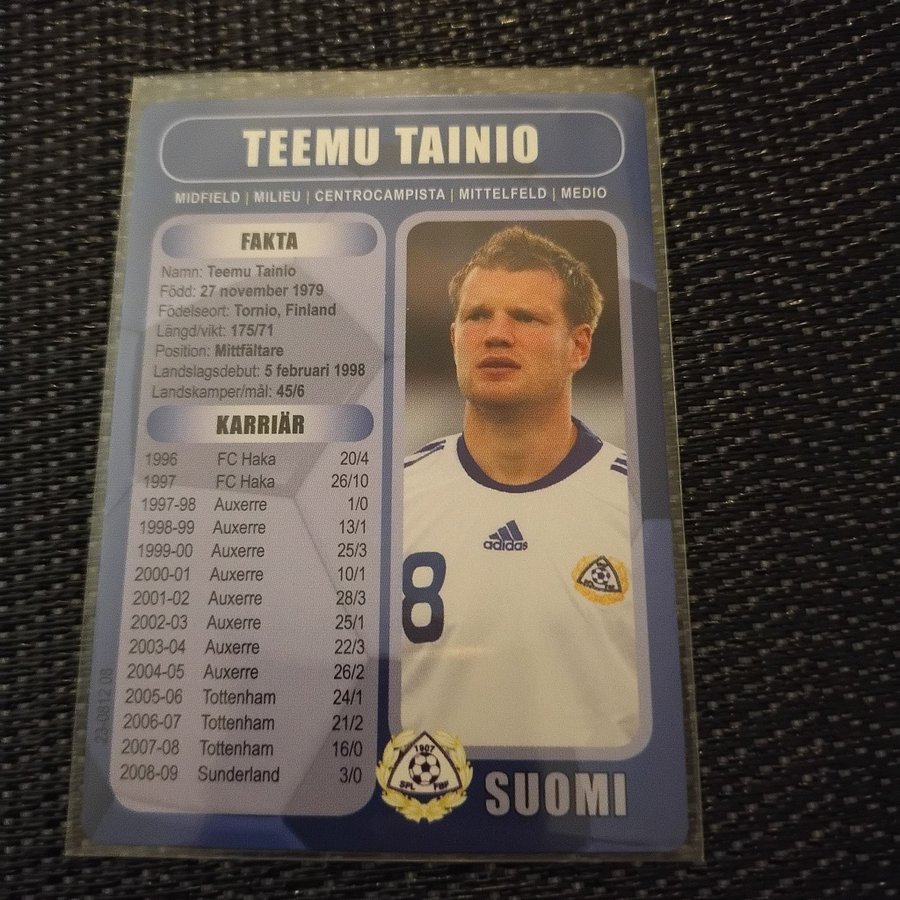 TEEMU TAINIO
MIDFIELD | MILIEU | CENTROCAMPISTA | MITTELFELD | MEDIO
FAKTA
Namn: Teemu Tainio
Född: 27 november 1979
Födelseort: Tornio, Finland
Längd/vikt: 175/71
Position: Mittfältare
Landslagsdebut: 5 februari 1998
Landskamper/mål: 45/6
KARRIÄR
1996 FC Haka 20/4
1997 FC Haka 26/10
1997-98 Auxerre 1/0
1998-99 Auxerre 13/1
1999-00 Auxerre 25/3
2000-01 Auxerre 10/1
2001-02 Auxerre 28/3
2002-03 Auxerre 25/1
2003-04 Auxerre 22/3
2004-05 Auxerre 26/2
2005-06 Tottenham 24/1
2006-07 Tottenham 21/2
2007-08 Tottenham 16/0
2008-09 Sunderland 3/0
adidas
8
1907
SPL FBF
SUOMI